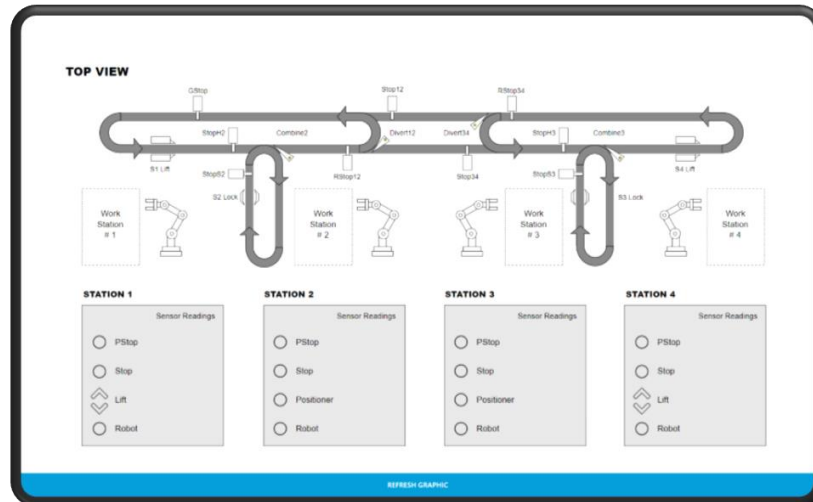 TOP VIEW
GStop
Stop12
RStop34
StopH2
Combine2
Divert12
Divert34
StopH3
Combine3
S1 Lift
StopS2
RStop12
Stop34
StopS3
S4 Lift
S2 Lock
S3 Lock
Work
Station
# 1
Work
Station
# 2
Work
Station
# 3
Work
Station
# 4
STATION 1
STATION 2
STATION 3
STATION 4
Sensor Readings
PStop
Stop
Lift
Robot
Sensor Readings
PStop
Stop
Positioner
Robot
Sensor Readings
PStop
Stop
Positioner
Robot
Sensor Readings
PStop
Stop
Lift
Robot
REFRESH GRAPHIC